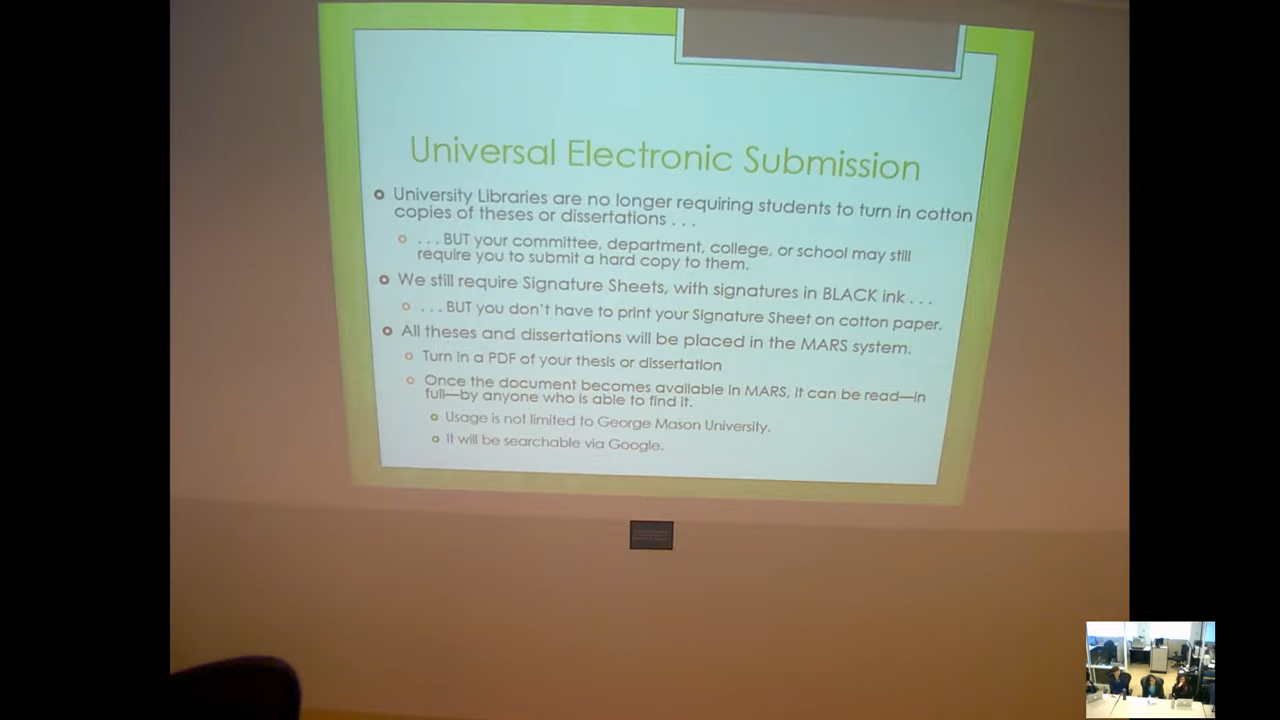 Universal Electronic Submission
University Libraries are no longer requiring students to turn in cotton
copies of theses or dissertations . . .
. . . BUT your committee, department, college, or school may still
require you to submit a hard copy to them.
We still require Signature Sheets, with signatures in BLACK ink . . .
. . . BUT you don't have to print your Signature Sheet on cotton paper.
All theses and dissertations will be placed in the MARS system.
Turn in a PDF of your thesis or dissertation
Once the document becomes available in MARS, it can be read—in
full—by anyone who is able to find it.
Usage is not limited to George Mason University.
It will be searchable via Google.